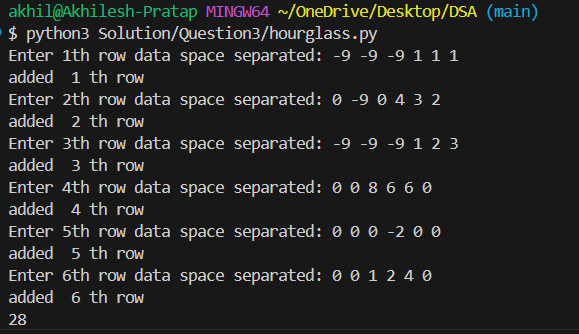 akhil@Akhilesh-Pratap MINGW64 ~/OneDrive/Desktop/DSA (main)
$ python3 Solution/Question3/hourglass.py
Enter 1th row data space separated: -9 -9 -9 1 1 1
added  1 th row
Enter 2th row data space separated: 0 -9 0 4 3 2
added  2 th row
Enter 3th row data space separated: -9 -9 -9 1 2 3
added  3 th row
Enter 4th row data space separated: 0 0 8 6 6 0
added  4 th row
Enter 5th row data space separated: 0 0 0 -2 0 0
added  5 th row
Enter 6th row data space separated: 0 0 1 2 4 0
added  6 th row
28